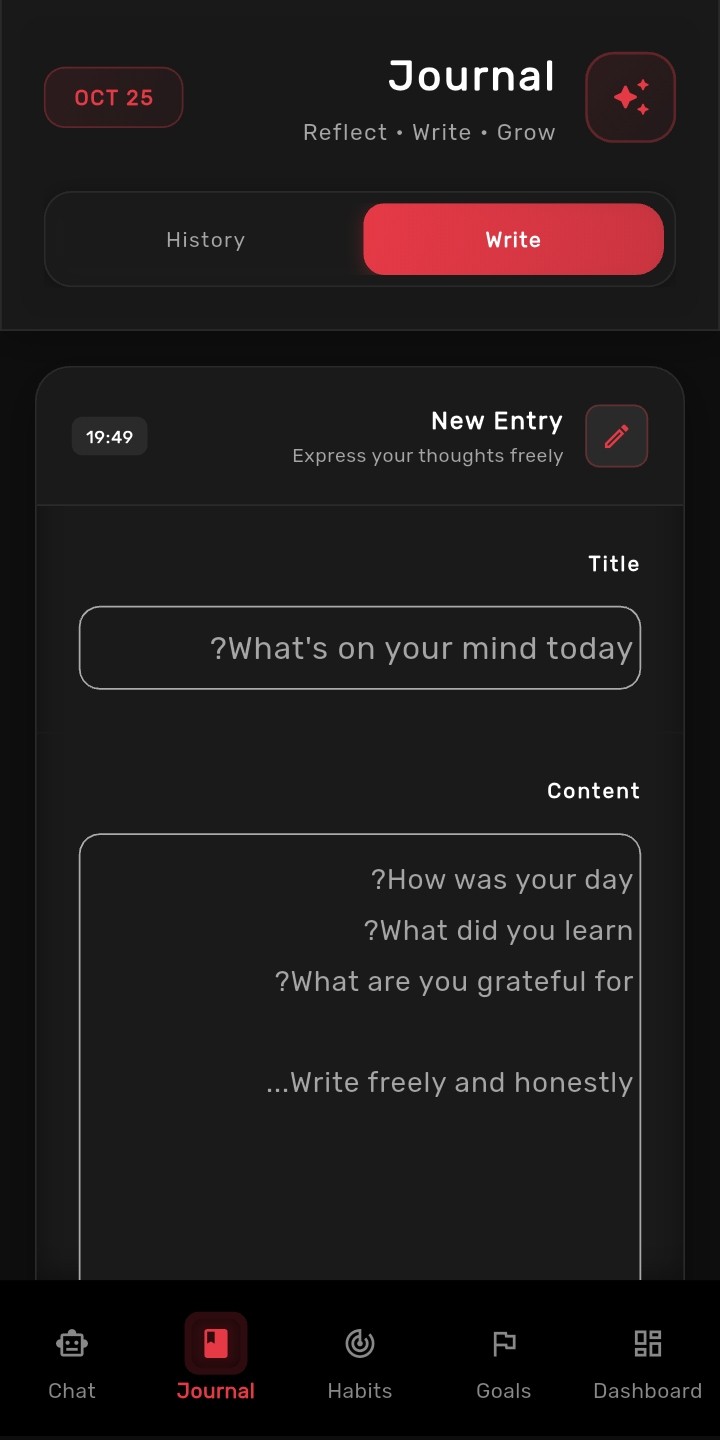 Journal
OCT 25
Reflect • Write • Grow
History
Write
New Entry
19:49
Express your thoughts freely
Title
?What's on your mind today
Content
?How was your day
?What did you learn
?What are you grateful for
...Write freely and honestly
Chat
Journal
Habits
Goals
Dashboard